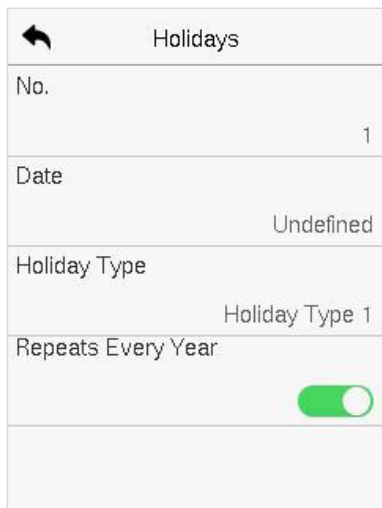 Holidays
No.
1
Date
Undefined
Holiday Type
Holiday Type 1
Repeats Every Year